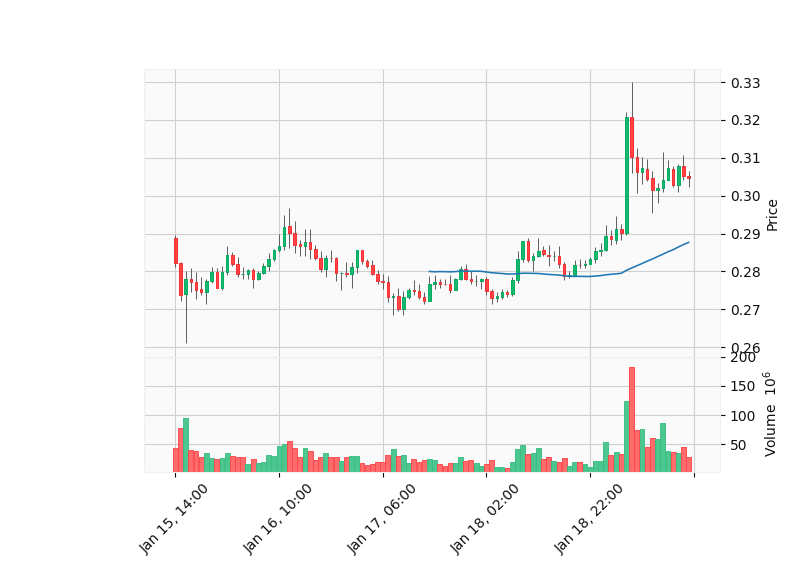 0.33
0.32
0.31
0.30
0.29
0.28
0.27
0.26
Price
200
150
100
50
Volume 10^6
Jan 15, 14:00
Jan 16, 10:00
Jan 17, 06:00
Jan 18, 02:00
Jan 18, 22:00